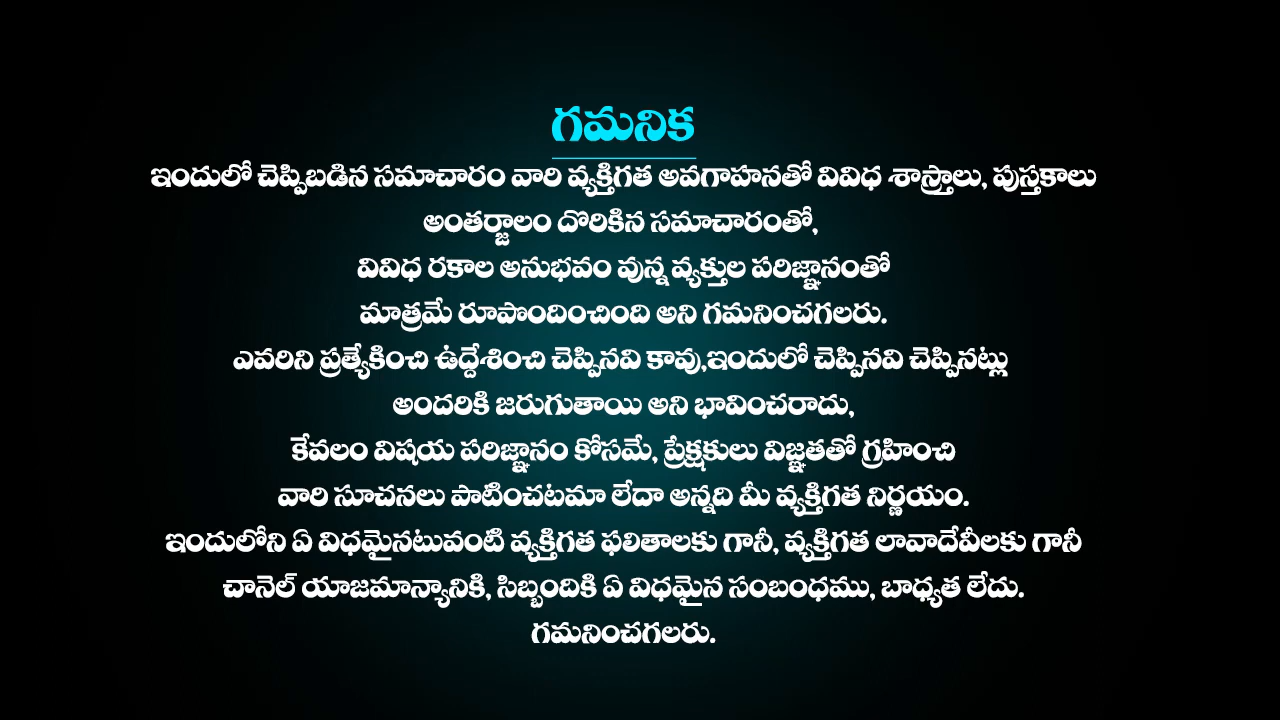 గమనిక
ఇందులో చెప్పిబడిన సమాచారం వారి వ్యక్తిగత అవగాహనతో వివిధ శాస్త్రాలు, పుస్తకాలు
అంతర్జాలం దొరికిన సమాచారంతో,
వివిధ రకాల అనుభవం వున్న వ్యక్తుల పరిజ్ఞానంతో
మాత్రమే రూపొందించింది అని గమనించగలరు.
ఎవరిని ప్రత్యేకించి ఉద్దేశించి చెప్పినవి కావు,ఇందులో చెప్పినవి చెప్పినట్లు
అందరికి జరుగుతాయి అని భావించరాదు,
కేవలం విషయ పరిజ్ఞానం కోసమే, ప్రేక్షకులు విజ్ఞతతో గ్రహించి
వారి సూచనలు పాటించటమా లేదా అన్నది మీ వ్యక్తిగత నిర్ణయం.
ఇందులోని ఏ విధమైనటువంటి వ్యక్తిగత ఫలితాలకు గానీ, వ్యక్తిగత లావాదేవీలకు గానీ
చానెల్ యాజమాన్యానికి, సిబ్బందికి ఏ విధమైన సంబంధము, బాధ్యత లేదు.
గమనించగలరు.